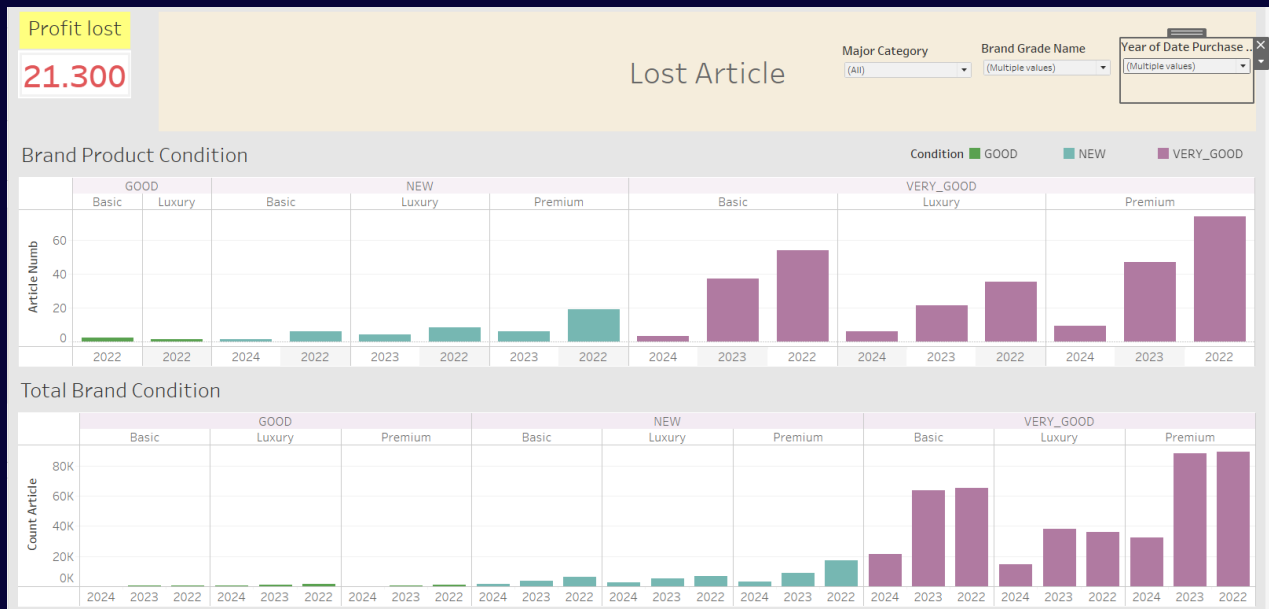 Profit lost
21.300
Lost Article
Major Category
(All)
Brand Grade Name
(Multiple values)
Year of Date Purchase ..
(Multiple values)
Brand Product Condition
Condition GOOD NEW VERY_GOOD
GOOD NEW VERY_GOOD
Basic Luxury Basic Luxury Premium Basic Luxury Premium
Article Numb
60
40
20
0
2022 2022 2024 2022 2023 2022 2023 2022 2024 2023 2022 2024 2023 2022 2024 2023 2022
Total Brand Condition
GOOD NEW VERY_GOOD
Basic Luxury Premium Basic Luxury Premium Basic Luxury Premium
Count Article
80K
60K
40K
20K
0K
2024 2023 2022 2024 2023 2022 2024 2023 2022 2024 2023 2022 2024 2023 2022 2024 2023 2022 2024 2023 2022 2024 2023 2022 2024 2023 2022